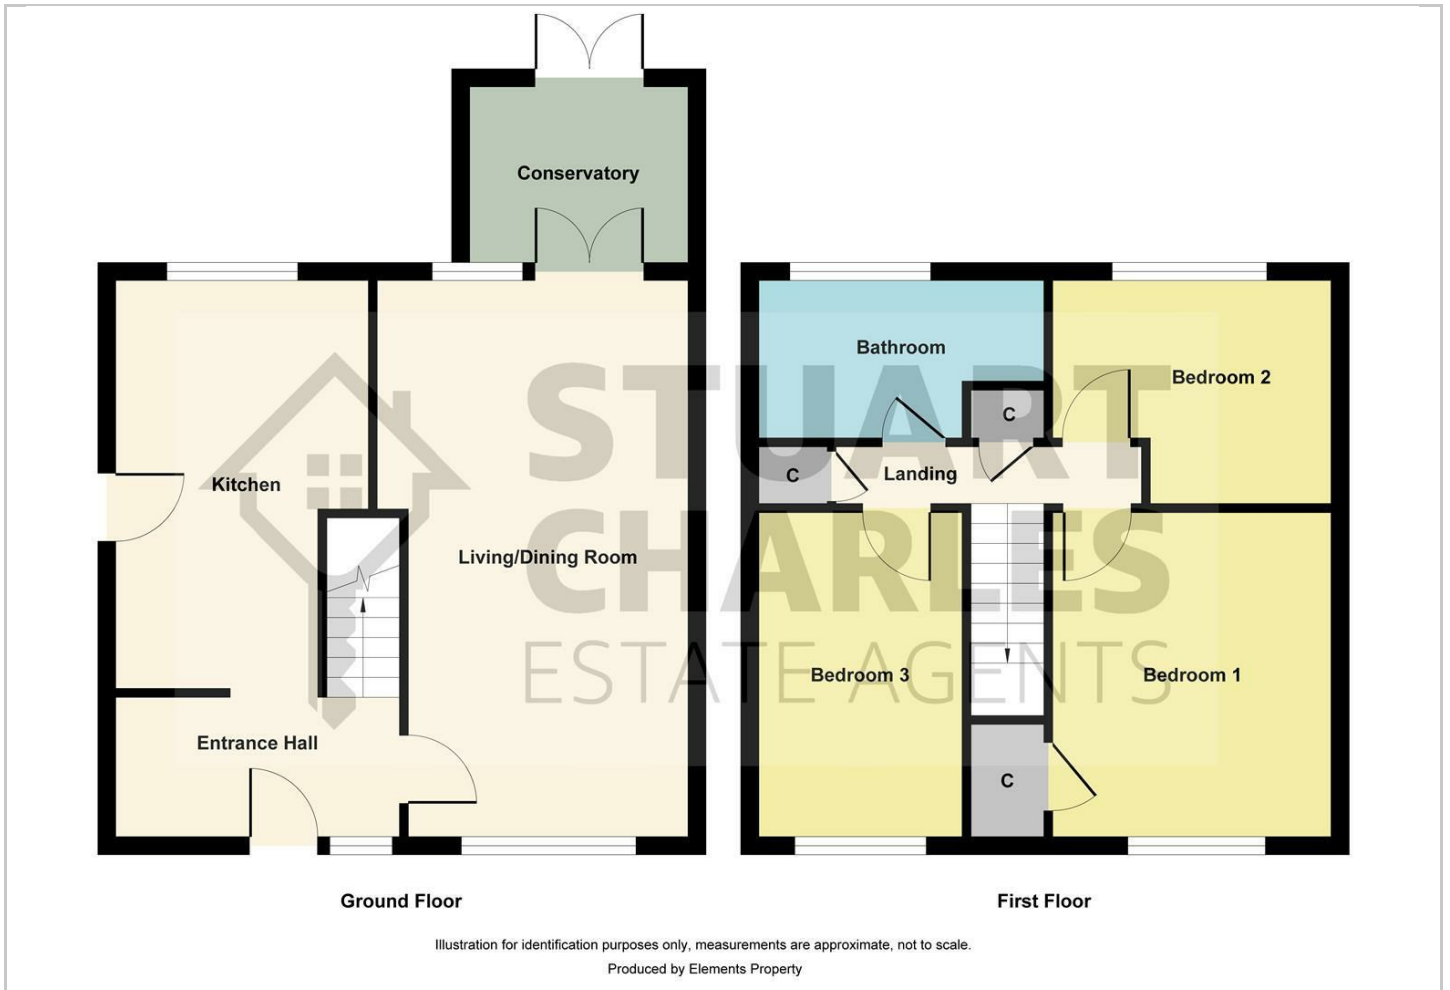 Conservatory
Kitchen
Living/Dining Room
Entrance Hall
Ground Floor
Bathroom
Bedroom 2
C
C
Landing
Bedroom 3
Bedroom 1
C
First Floor
STUART
CHARLES
ESTATE AGENTS
Illustration for identification purposes only, measurements are approximate, not to scale.
Produced by Elements Property